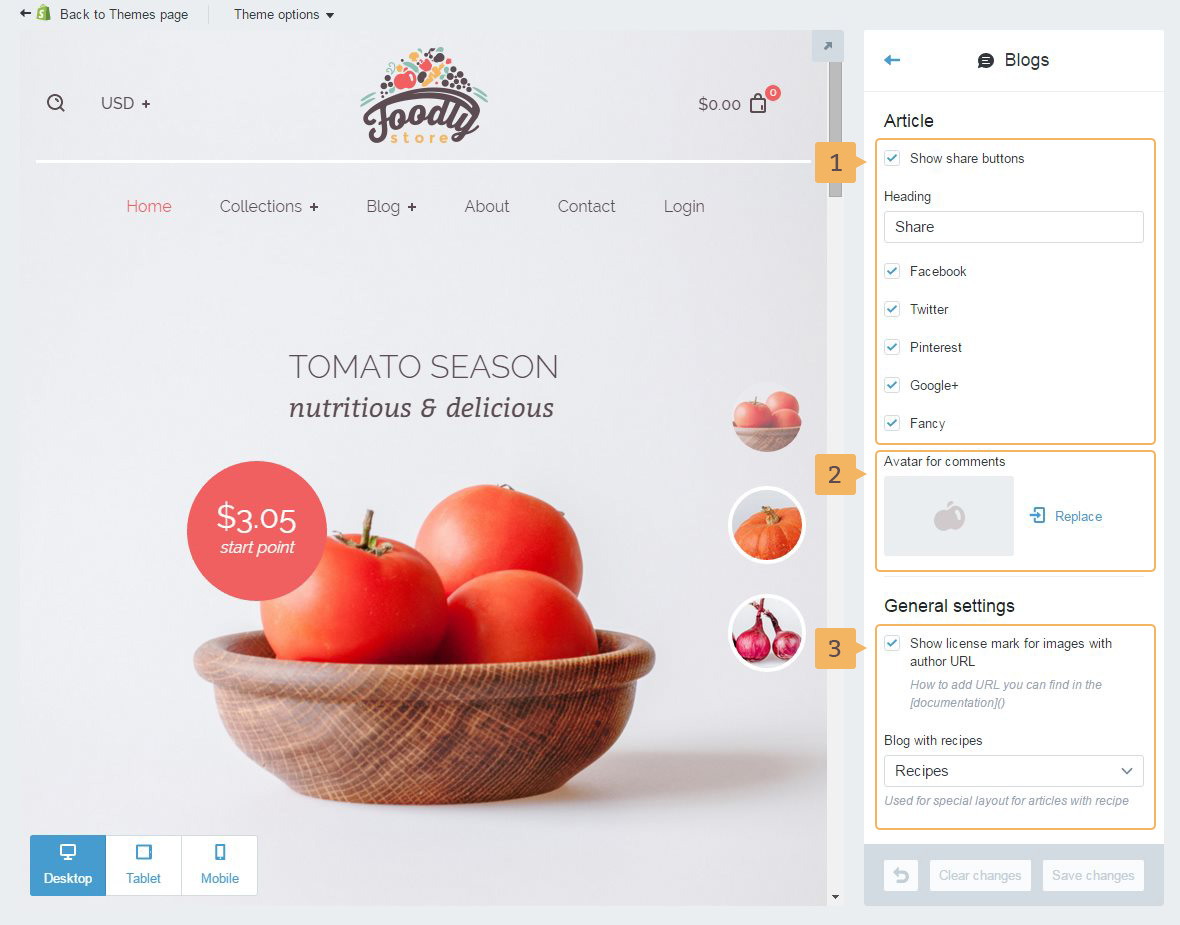 Back to Themes page
Theme options
USD +
Foodly
store
$0.00
0
Home
Collections +
Blog +
About
Contact
Login
TOMATO SEASON
nutritious & delicious
$3.05
start point
Desktop
Tablet
Mobile
Blogs
Article
1
Show share buttons
Heading
Share
Facebook
Twitter
Pinterest
Google+
Fancy
2
Avatar for comments
Replace
General settings
3
Show license mark for images with
author URL
How to add URL you can find in the
[documentation]()
Blog with recipes
Recipes
Used for special layout for articles with recipe
Clear changes
Save changes